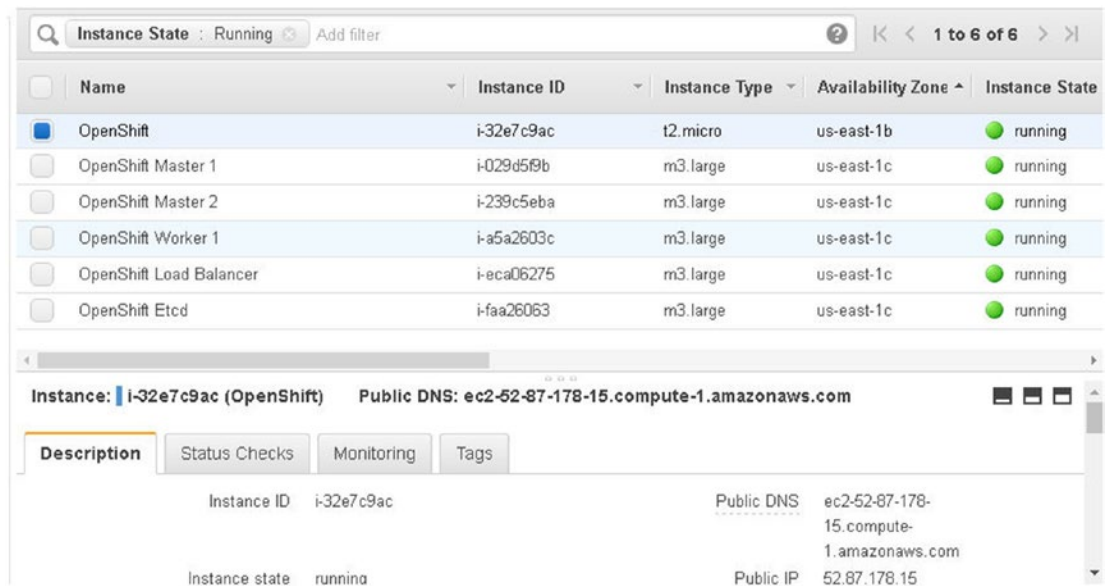 Instance State : Running Add filter 1 to 6 of 6
Name Instance ID Instance Type Availability Zone Instance State
OpenShift i-32e7c9ac t2.micro us-east-1b running
OpenShift Master 1 i-029d5f9b m3.large us-east-1c running
OpenShift Master 2 i-239c5eba m3.large us-east-1c running
OpenShift Worker 1 i-a5a2603c m3.large us-east-1c running
OpenShift Load Balancer i-eca06275 m3.large us-east-1c running
OpenShift Etcd i-faa26063 m3.large us-east-1c running
Instance: i-32e7c9ac (OpenShift) Public DNS: ec2-52-87-178-15.compute-1.amazonaws.com
Description Status Checks Monitoring Tags
Instance ID i-32e7c9ac Public DNS ec2-52-87-178-
15.compute-
1.amazonaws.com
Instance state running Public IP 52.87.178.15